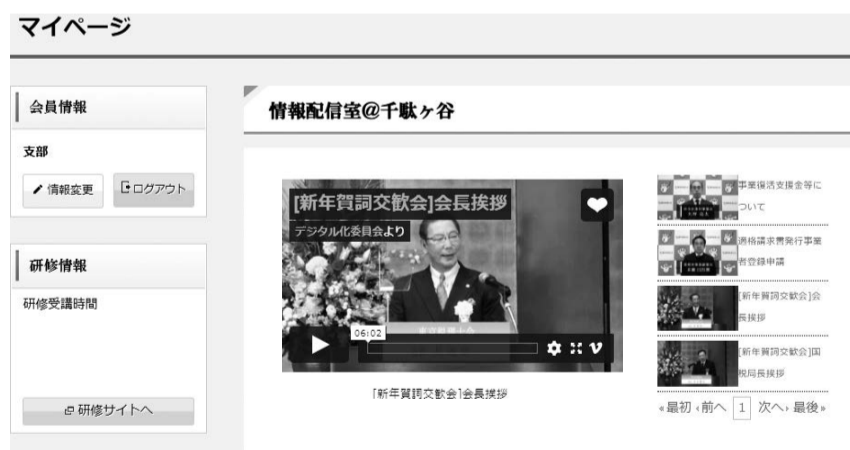 マイページ
会員情報
支部
情報変更
ログアウト
研修情報
研修受講時間
研修サイトへ
情報配信室@千駄ヶ谷
[新年賀詞交歓会]会長挨拶
デジタル化委員会より
06:02
[新年賀詞交歓会]会長挨拶
事業復活支援金等に
ついて
適格請求書発行事業
者登録申請
[新年賀詞交歓会]会
長挨拶
[新年賀詞交歓会]国
税局長挨拶
«最初 ‹前へ 1 次へ› 最後»